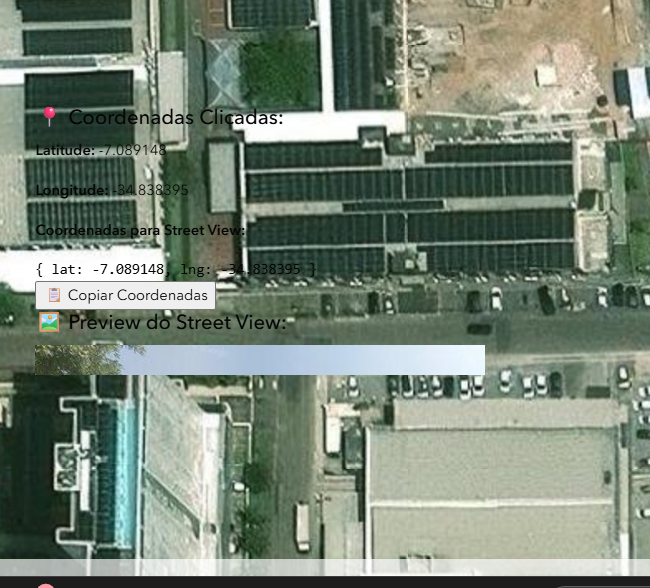 📍 Coordenadas Clicadas:
Latitude: -7.089148
Longitude: -34.838395
Coordenadas para Street View:
{ lat: -7.089148, lng: -34.838395 }
📋 Copiar Coordenadas
🖼️ Preview do Street View: